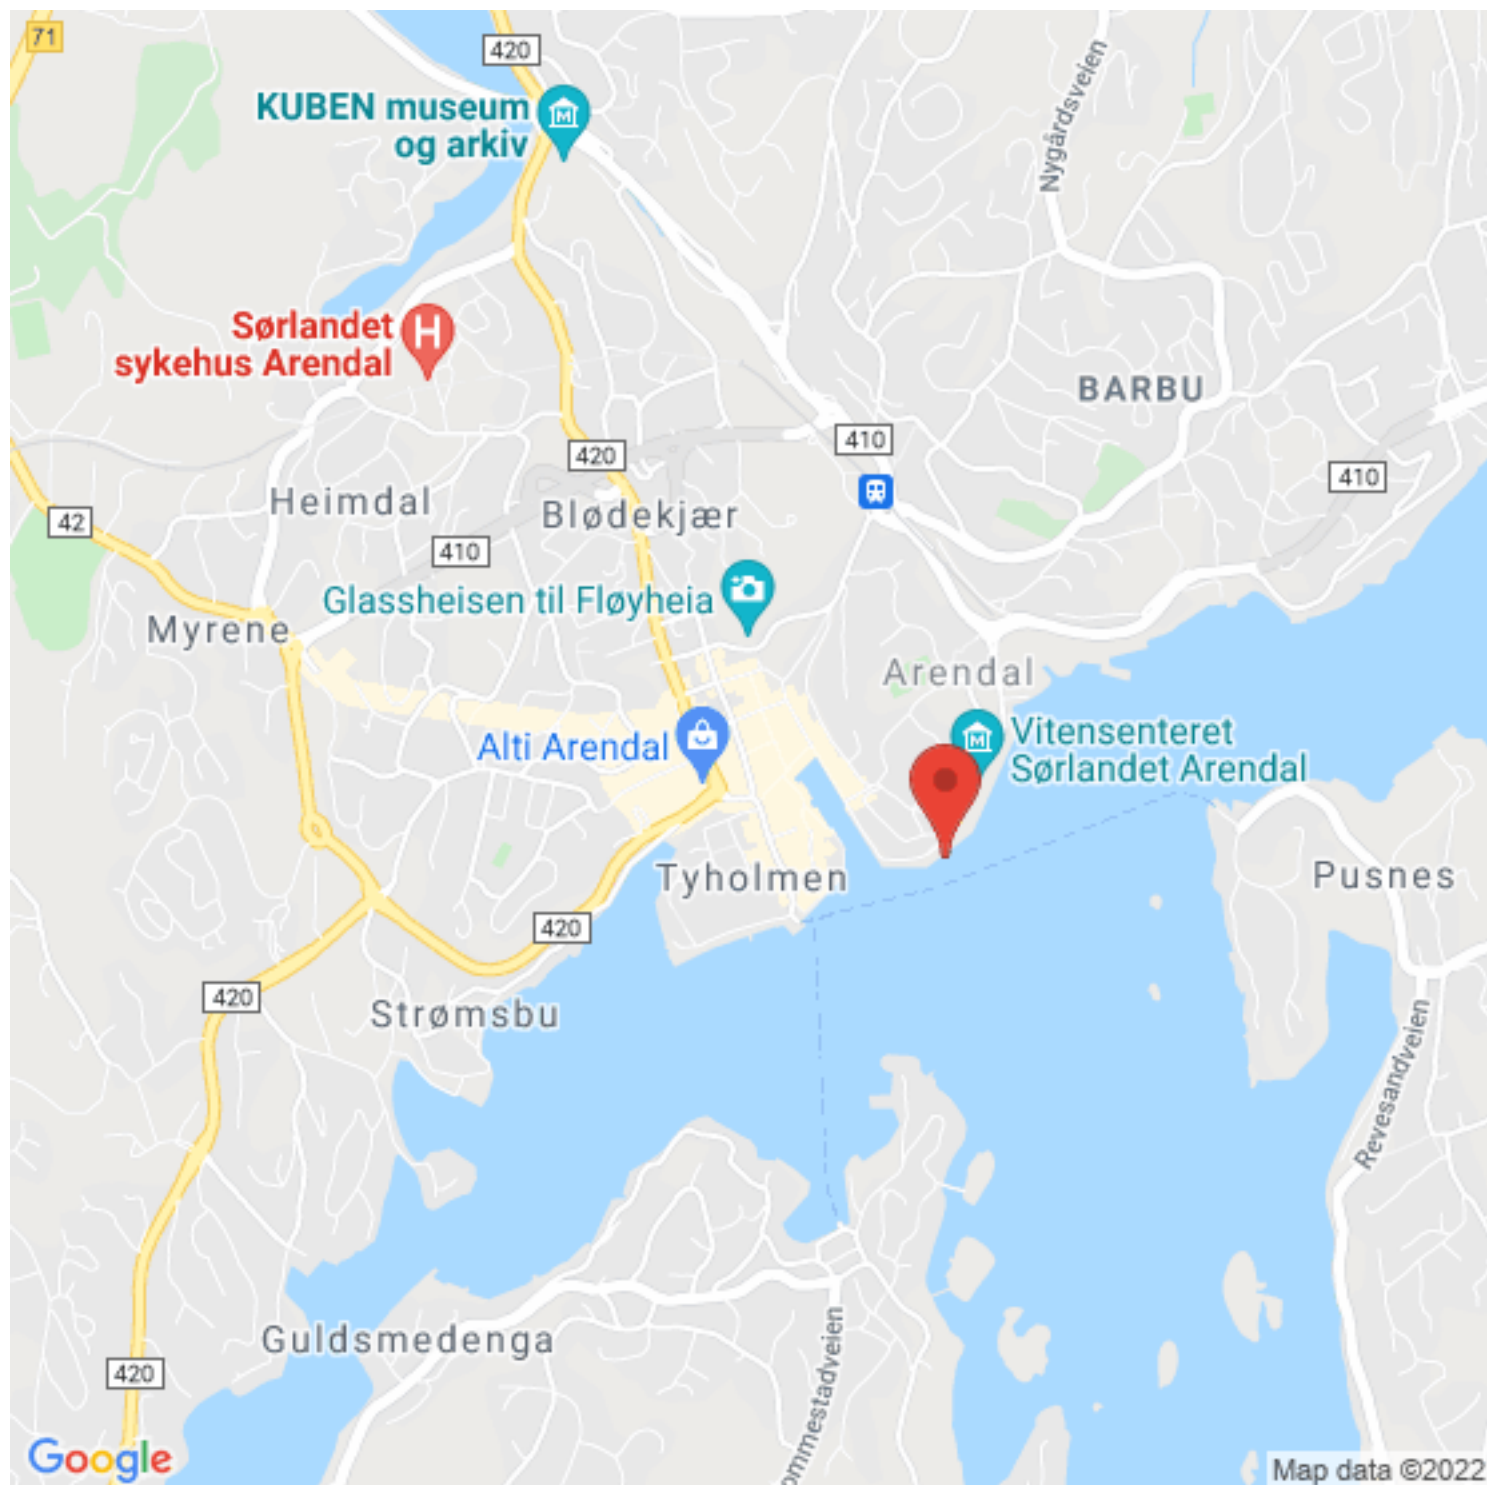 71
420
KUBEN museum
og arkiv
Nygårdsveien
Sørlandet
sykehus Arendal
H
BARBU
410
420
410
Heimdal
Blødekjær
42
410
Glassheisen til Fløyheia
Myrene
Arendal
Alti Arendal
Vitensenteret
Sørlandet Arendal
Tyholmen
Pusnes
420
420
Strømsbu
Revesandveien
Guldsmedenga
ommestadveien
420
Google
Map data ©2022